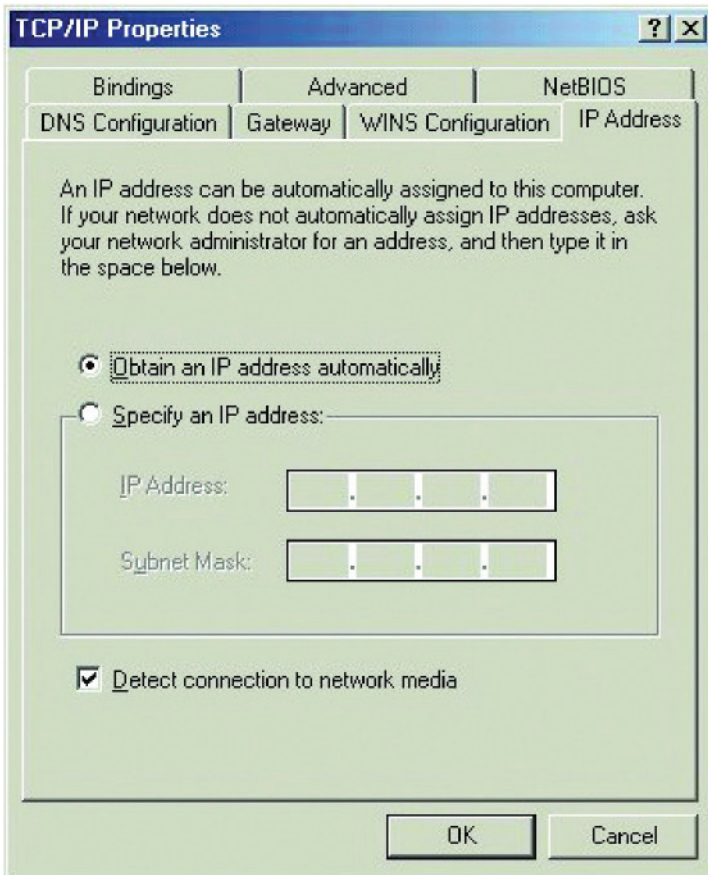 TCP/IP Properties
? X
Bindings Advanced NetBIOS
DNS Configuration Gateway WINS Configuration IP Address
An IP address can be automatically assigned to this computer.
If your network does not automatically assign IP addresses, ask
your network administrator for an address, and then type it in
the space below.
Obtain an IP address automatically
Specify an IP address:
IP Address: . . .
Subnet Mask: . . .
Detect connection to network media
OK Cancel